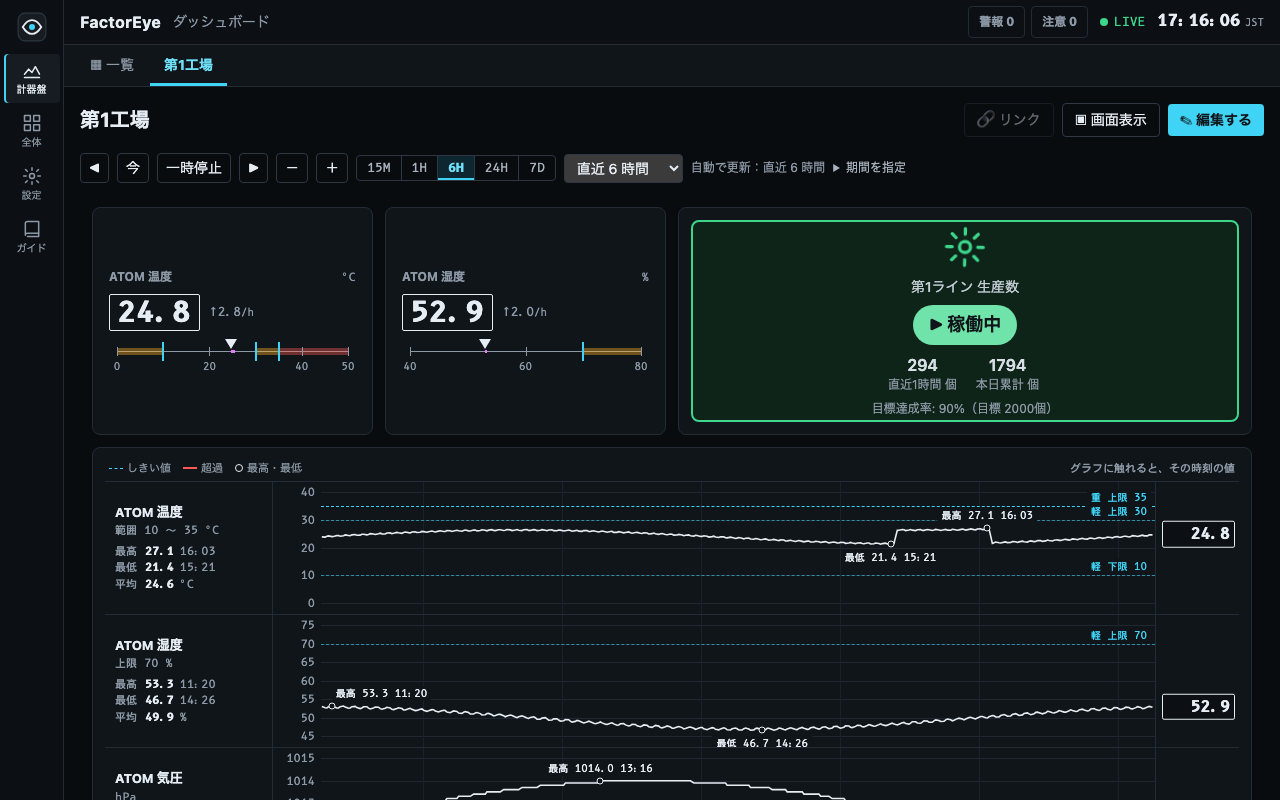 FactorEye ダッシュボード
警報 0 注意 0 LIVE 17:16:06 JST
計器盤
全体
設定
ガイド
一覧 第1工場
第1工場
リンク 画面表示 編集する
◀ 今 一時停止 ▶ − + 15M 1H 6H 24H 7D 直近 6 時間 自動で更新：直近 6 時間 ▶ 期間を指定
ATOM 温度 °C
24.8 ↑2.8/h
0 20 40 50
ATOM 湿度 %
52.9 ↑2.0/h
40 60 80
第1ライン 生産数
▶ 稼働中
294 1794
直近1時間 個 本日累計 個
目標達成率: 90%（目標 2000個）
しきい値 超過 最高・最低 グラフに触れると、その時刻の値
ATOM 温度
範囲 10 〜 35 °C
最高 27.1 16:03
最低 21.4 15:21
平均 24.6 °C
40
30
20
10
0
重 上限 35
軽 上限 30
軽 下限 10
最高 27.1 16:03
最低 21.4 15:21
24.8
ATOM 湿度
上限 70 %
最高 53.3 11:20
最低 46.7 14:26
平均 49.9 %
75
70
65
60
55
50
45
軽 上限 70
最高 53.3 11:20
最低 46.7 14:26
52.9
ATOM 気圧
hPa
1015
1014
最高 1014.0 13:16